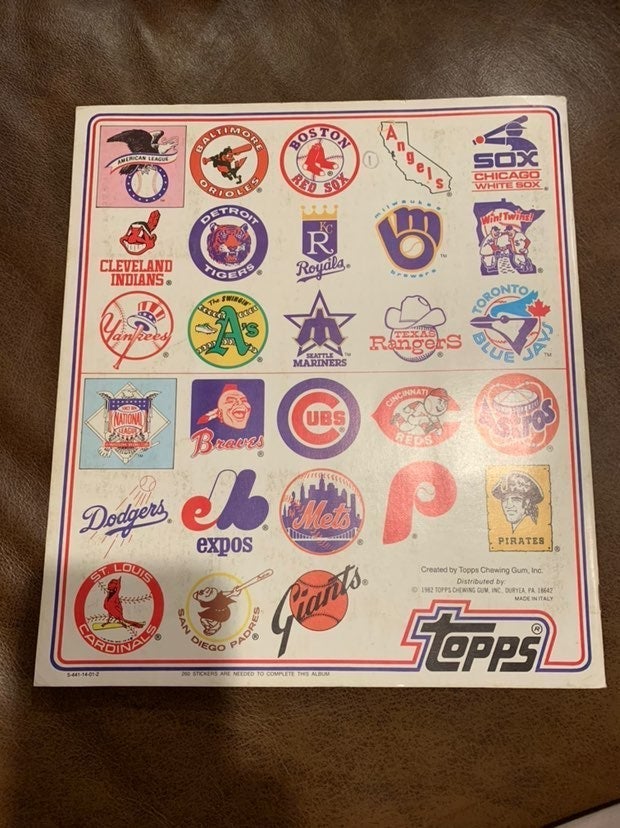 AMERICAN LEAGUE
BALTIMORE
ORIOLES
BOSTON
RED SOX
Angels
SOX
CHICAGO
WHITE SOX
CLEVELAND
INDIANS
DETROIT
TIGERS
KC
R
Royals
milwaukee
brewers
Win! Twins!
Yankees
The SWINGIN'
A's
SEATTLE
MARINERS
TEXAS
Rangers
TORONTO
BLUE JAYS
NATIONAL
LEAGUE
Braves
CUBS
CINCINNATI
REDS
Astros
Dodgers
expos
Mets
P
PIRATES
ST. LOUIS
CARDINALS
SAN DIEGO PADRES
Giants
Created by Topps Chewing Gum, Inc.
Distributed by:
© 1982 TOPPS CHEWING GUM, INC. DURYEA, PA. 18642
MADE IN ITALY
TOPPS®
S-441-14-01-2
260 STICKERS ARE NEEDED TO COMPLETE THIS ALBUM